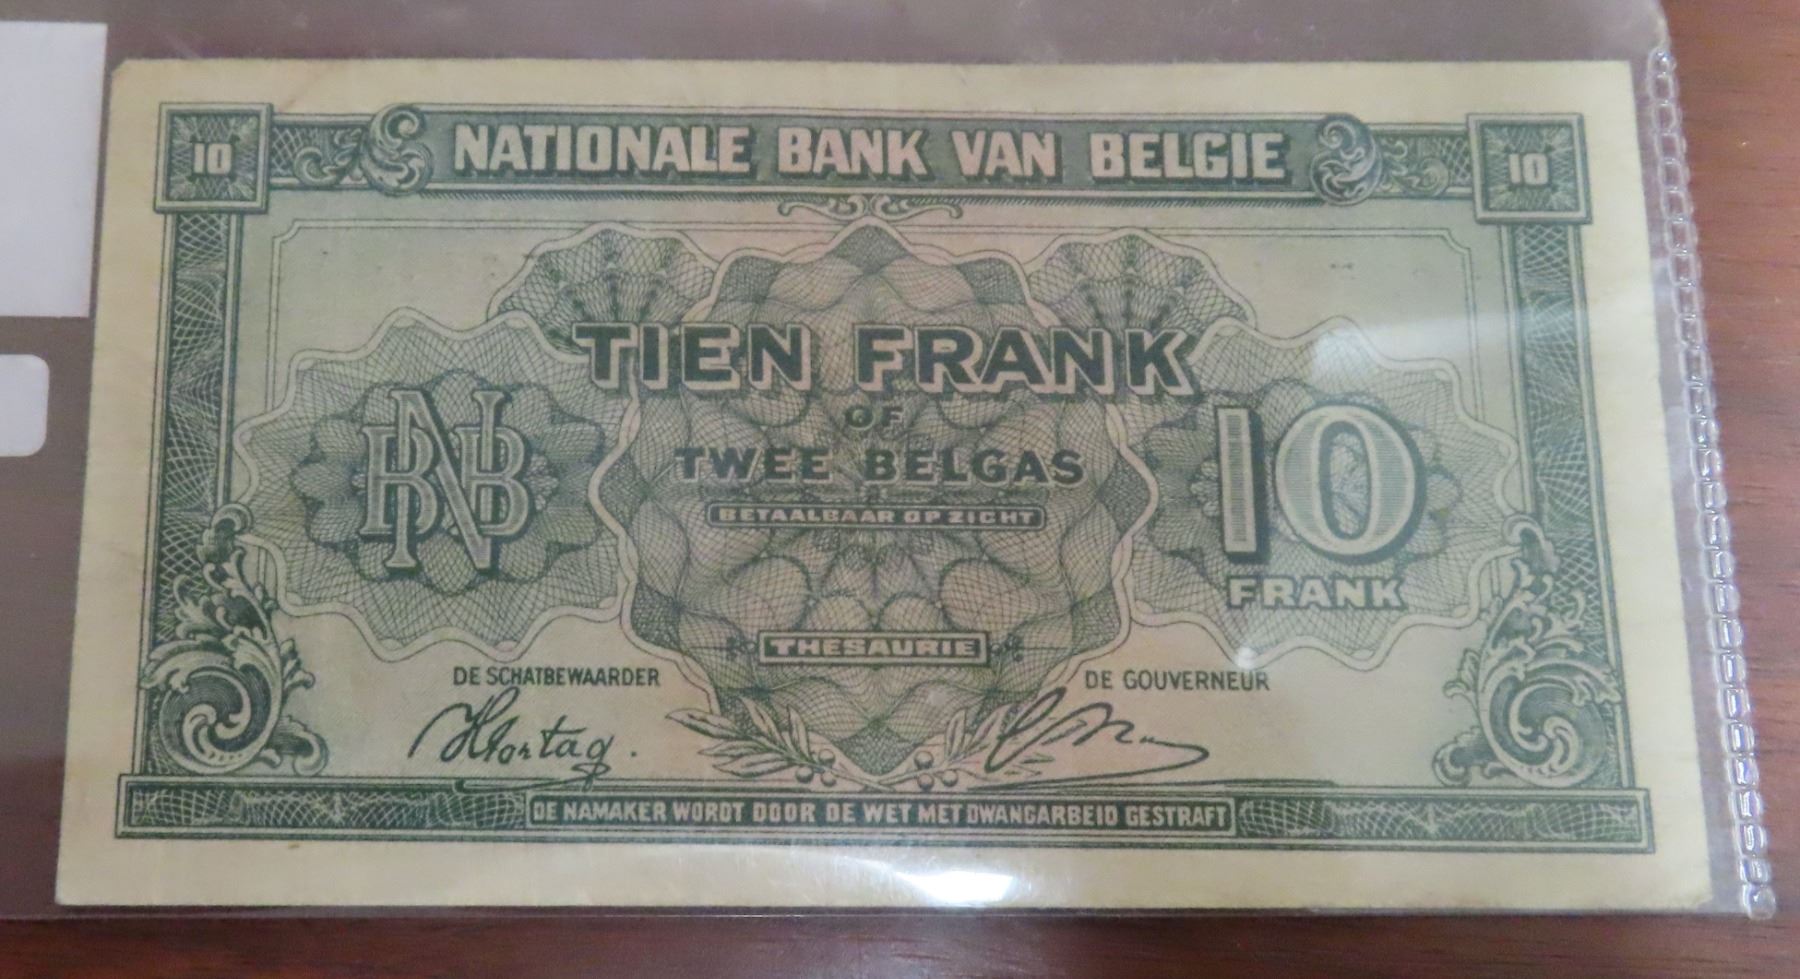 10 NATIONALE BANK VAN BELGIE 10
TIEN FRANK
OF
TWEE BELGAS
BETAALBAAR OP ZICHT
BNB
10
FRANK
THESAURIE
DE SCHATBEWAARDER
DE GOUVERNEUR
DE NAMAKER WORDT DOOR DE WET MET DWANGARBEID GESTRAFT